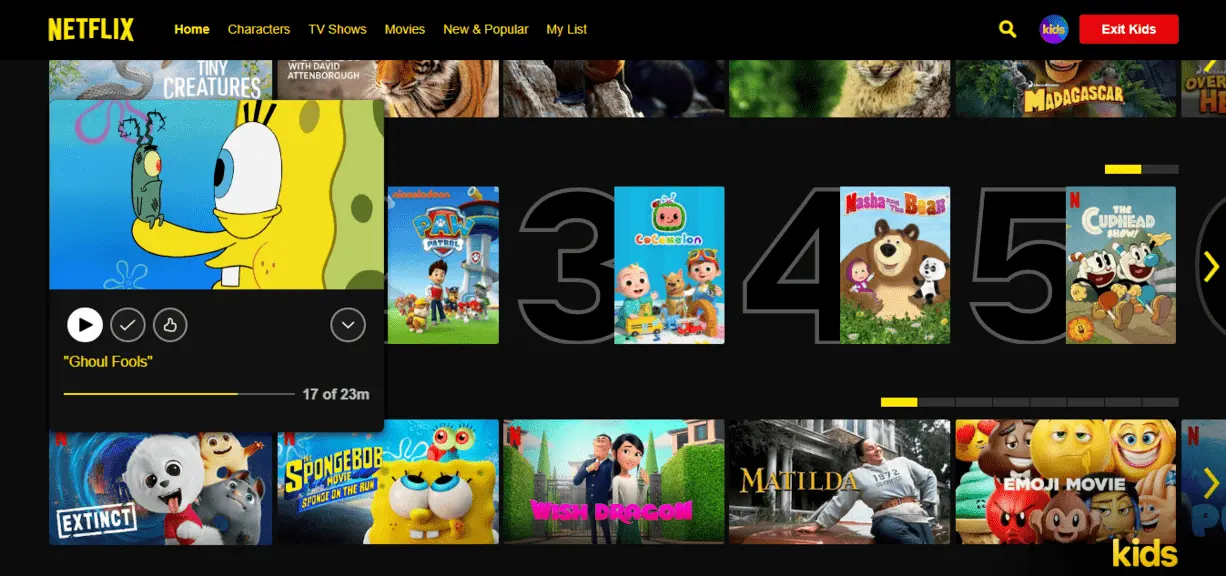 NETFLIX
Home
Characters
TV Shows
Movies
New & Popular
My List
kids
Exit Kids
TINY
CREATURES
WITH DAVID
ATTENBOROUGH
MADAGASCAR
OVER
nickelodeon
PAW
PATROL
3
CoComelon
4
Masha and The Bear
5
N
THE
CUPHEAD
SHOW!
"Ghoul Fools"
17 of 23m
N
EXTINCT
N
THE
SPONGEBOB
MOVIE
SPONGE ON THE RUN
N
WISH DRAGON
MATILDA
1972
EMOJI MOVIE
N
kids